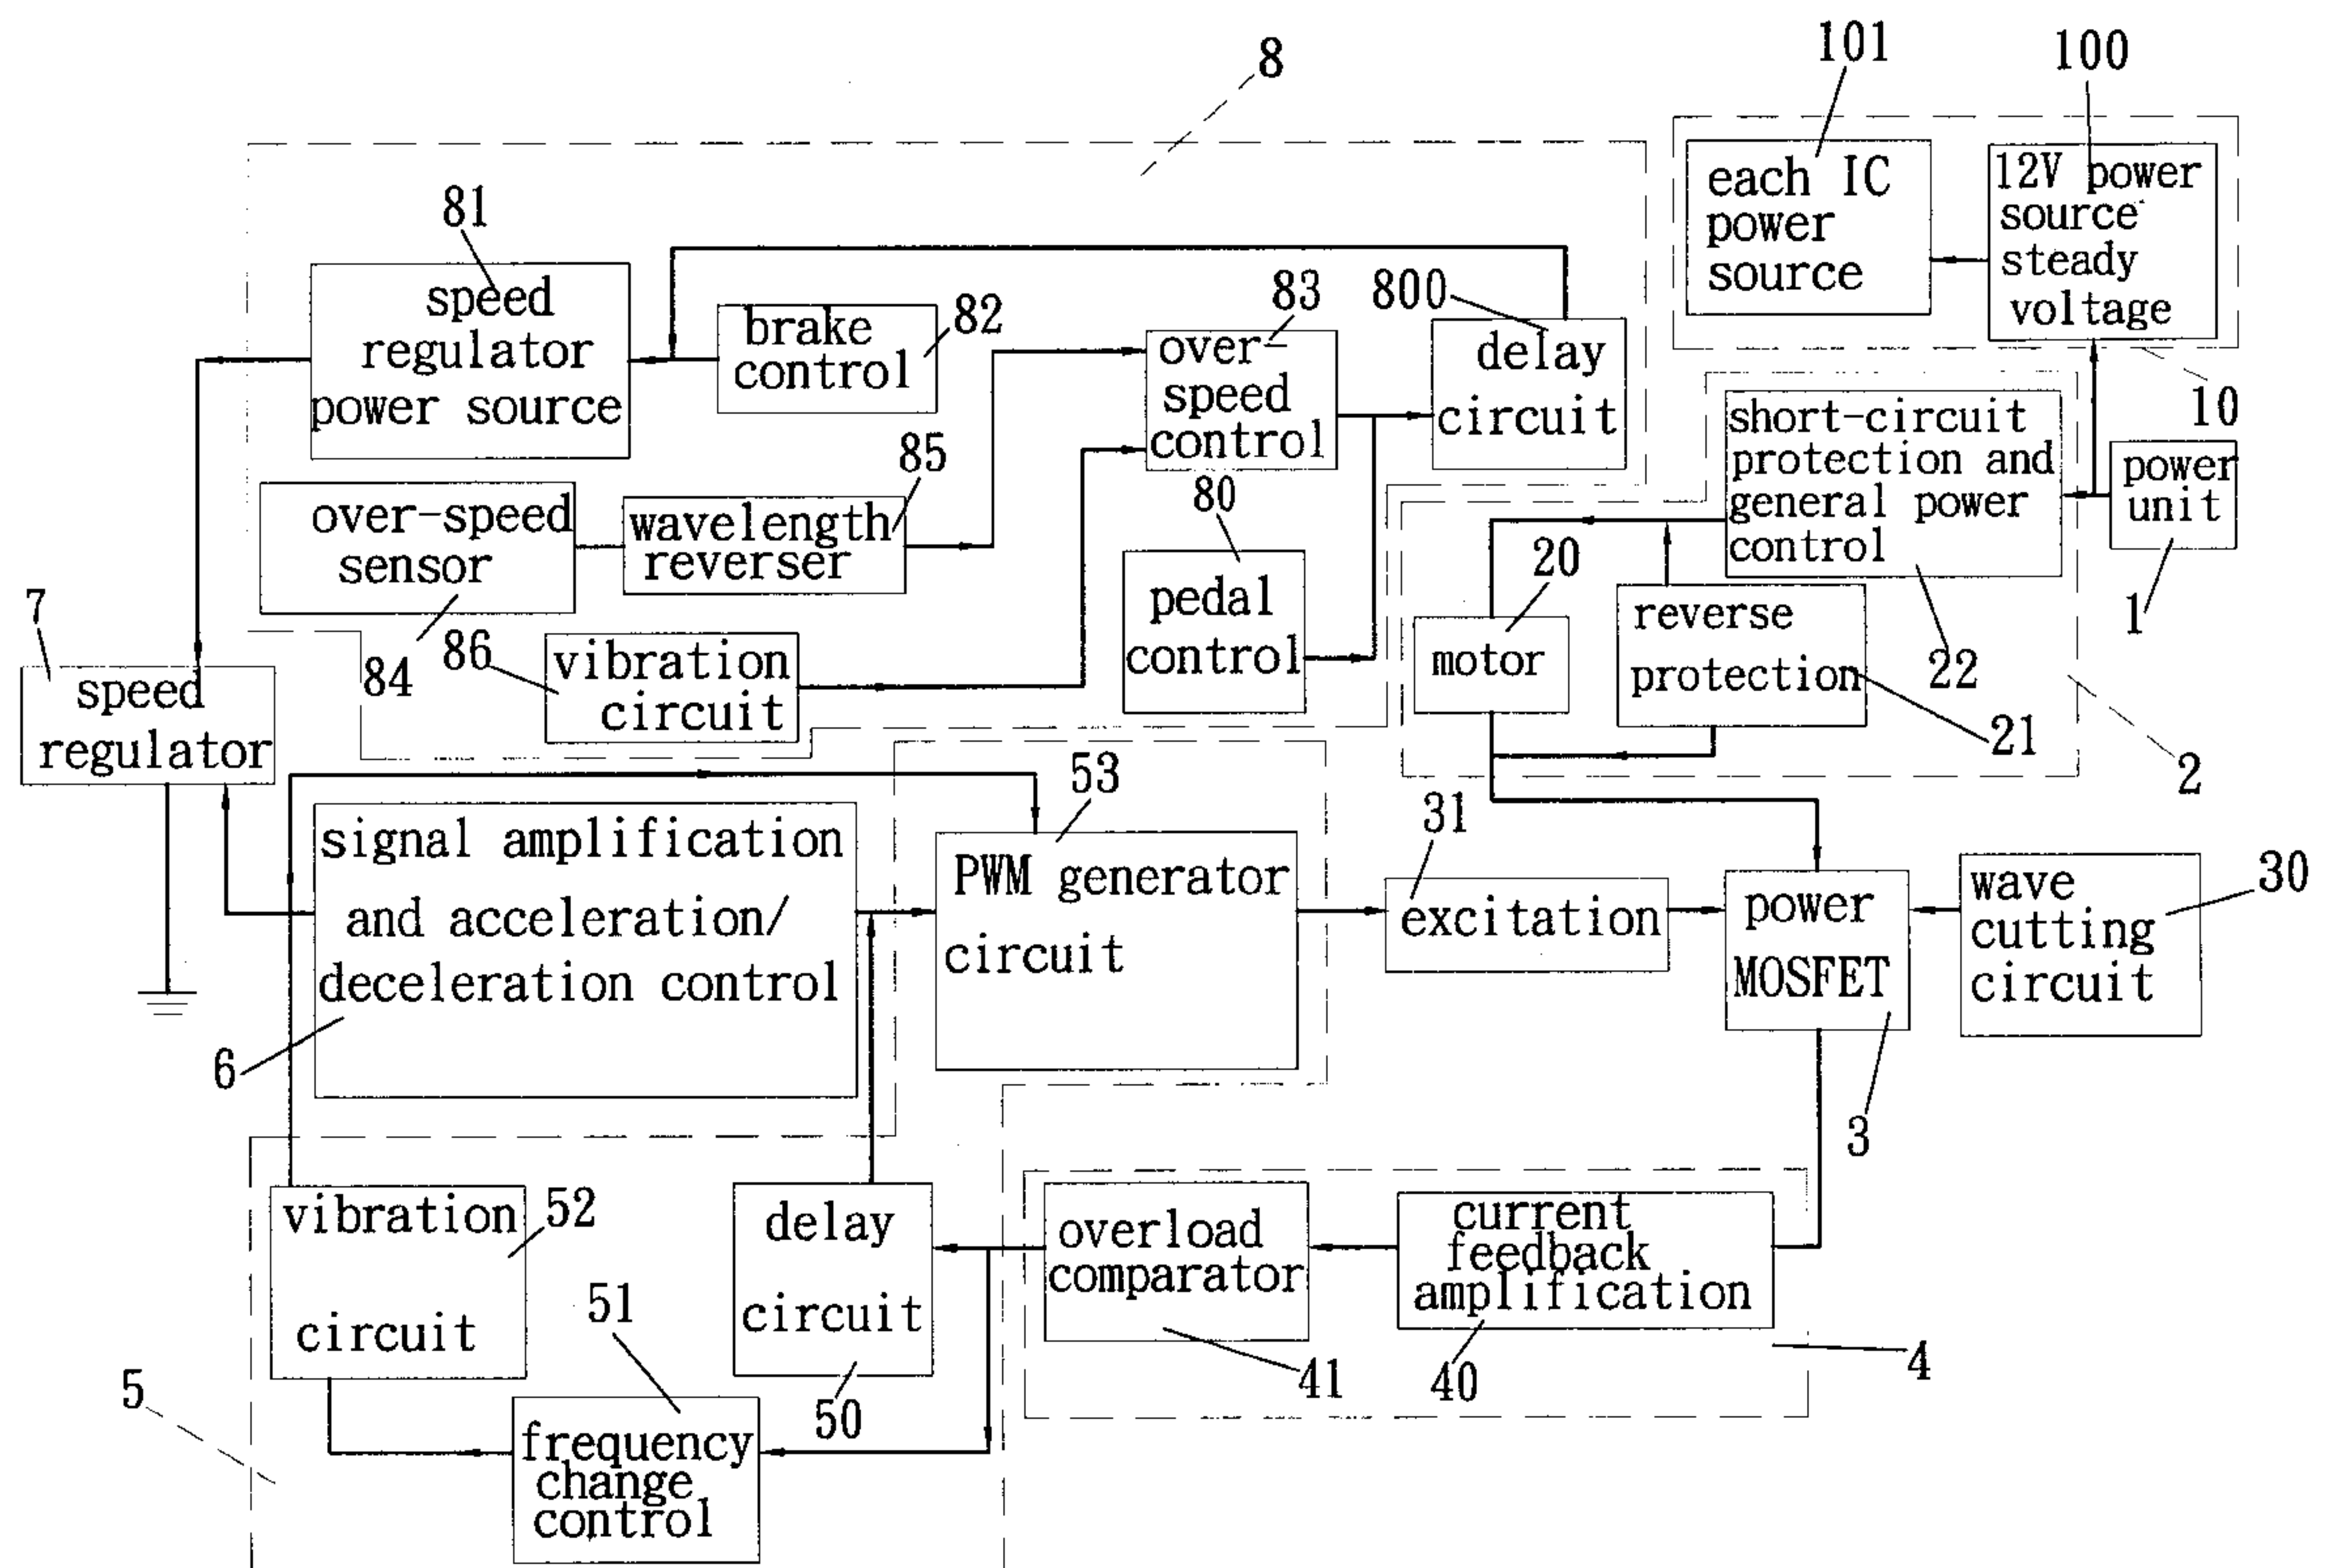 8
101
100
each IC
power
source
12V power
source
steady
voltage
10
81
speed
regulator
power source
brake
control
82
83
over-
speed
control
800
delay
circuit
short-circuit
protection and
general power
control
22
power
unit
1
over-speed
sensor
84
85
wavelength
reverser
80
pedal
control
20
motor
reverse
protection
21
2
7
speed
regulator
86
vibration
circuit
signal amplification
and acceleration/
deceleration control
6
53
PWM generator
circuit
31
excitation
power
MOSFET
3
wave
cutting
circuit
30
vibration
circuit
52
delay
circuit
50
overload
comparator
41
current
feedback
amplification
40
4
5
51
frequency
change
control